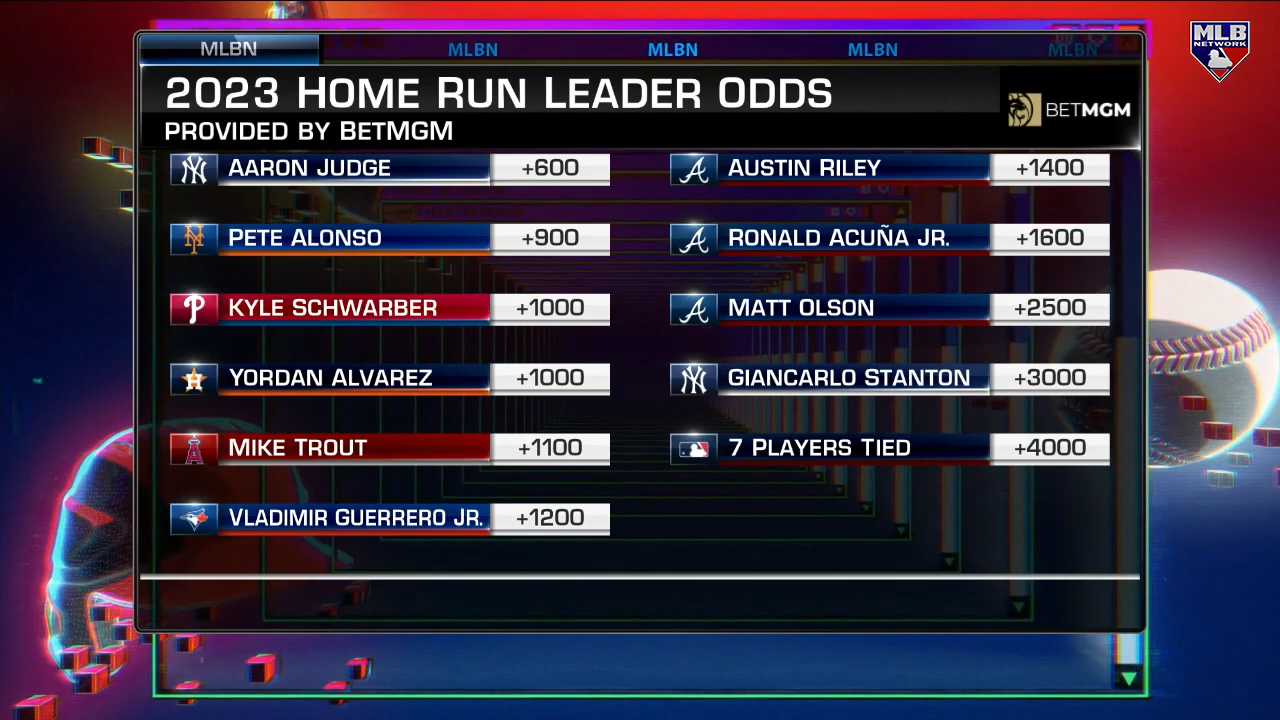 MLBN MLBN MLBN MLBN MLBN
MLB
NETWORK
2023 HOME RUN LEADER ODDS
PROVIDED BY BETMGM
BETMGM
AARON JUDGE +600
PETE ALONSO +900
KYLE SCHWARBER +1000
YORDAN ALVAREZ +1000
MIKE TROUT +1100
VLADIMIR GUERRERO JR. +1200
AUSTIN RILEY +1400
RONALD ACUÑA JR. +1600
MATT OLSON +2500
GIANCARLO STANTON +3000
7 PLAYERS TIED +4000